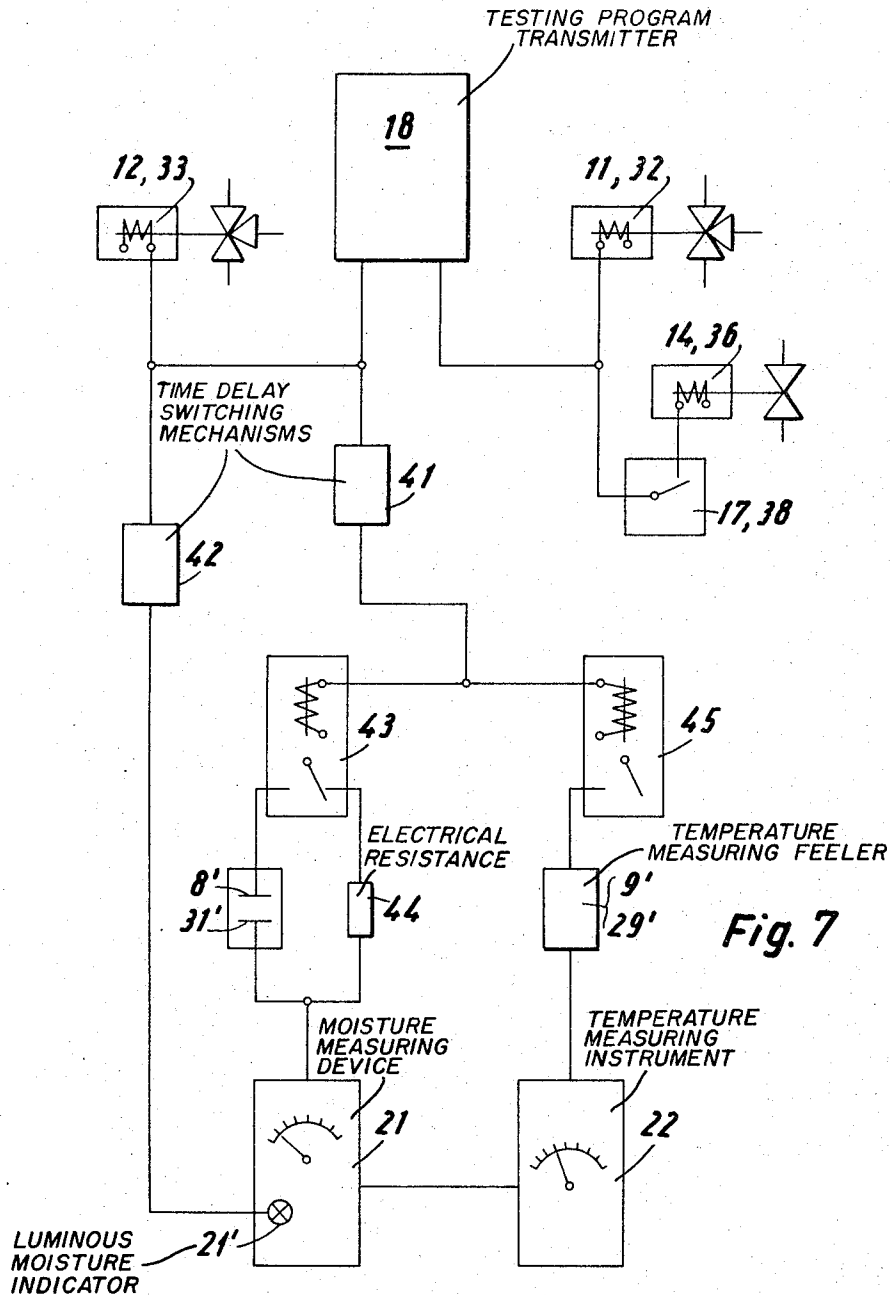 TESTING PROGRAM
TRANSMITTER
18
12, 33,
11, 32,
14, 36,
TIME DELAY
SWITCHING
MECHANISMS
41
17, 38
42
43
45
ELECTRICAL
RESISTANCE
TEMPERATURE
MEASURING FEELER
8'
31'
44
9'
29'
Fig. 7
MOISTURE
MEASURING
DEVICE
TEMPERATURE
MEASURING
INSTRUMENT
21
22
LUMINOUS
MOISTURE
INDICATOR
21'